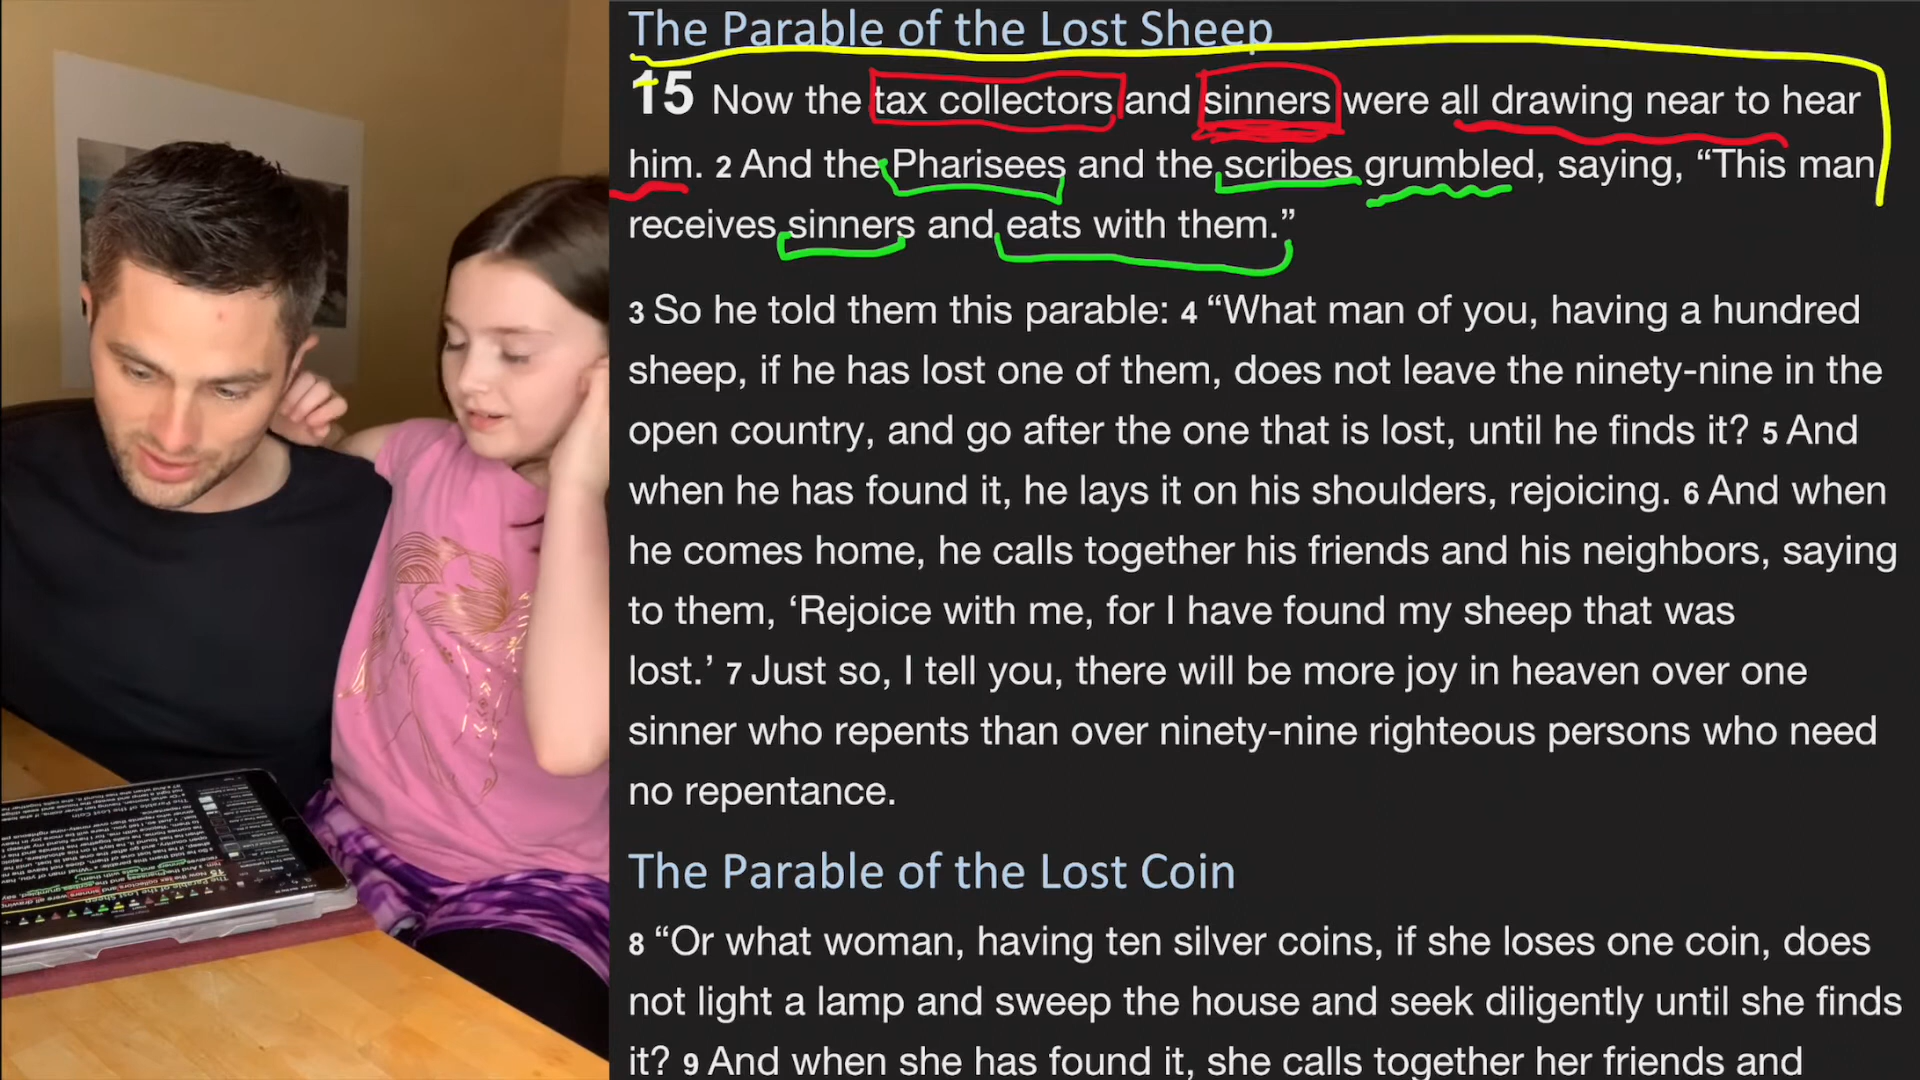 The Parable of the Lost Sheep
15 Now the tax collectors and sinners were all drawing near to hear
him. 2 And the Pharisees and the scribes grumbled, saying, “This man
receives sinners and eats with them.”
3 So he told them this parable: 4 “What man of you, having a hundred
sheep, if he has lost one of them, does not leave the ninety-nine in the
open country, and go after the one that is lost, until he finds it? 5 And
when he has found it, he lays it on his shoulders, rejoicing. 6 And when
he comes home, he calls together his friends and his neighbors, saying
to them, ‘Rejoice with me, for I have found my sheep that was
lost.’ 7 Just so, I tell you, there will be more joy in heaven over one
sinner who repents than over ninety-nine righteous persons who need
no repentance.
The Parable of the Lost Coin
8 “Or what woman, having ten silver coins, if she loses one coin, does
not light a lamp and sweep the house and seek diligently until she finds
it? 9 And when she has found it, she calls together her friends and